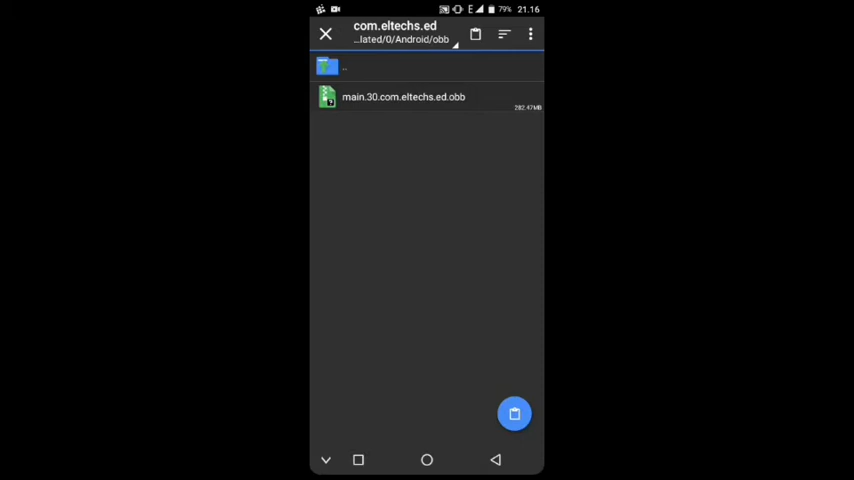 E 79% 21.16
com.eltechs.ed
...lated/0/Android/obb
..
main.30.com.eltechs.ed.obb
282.47MB